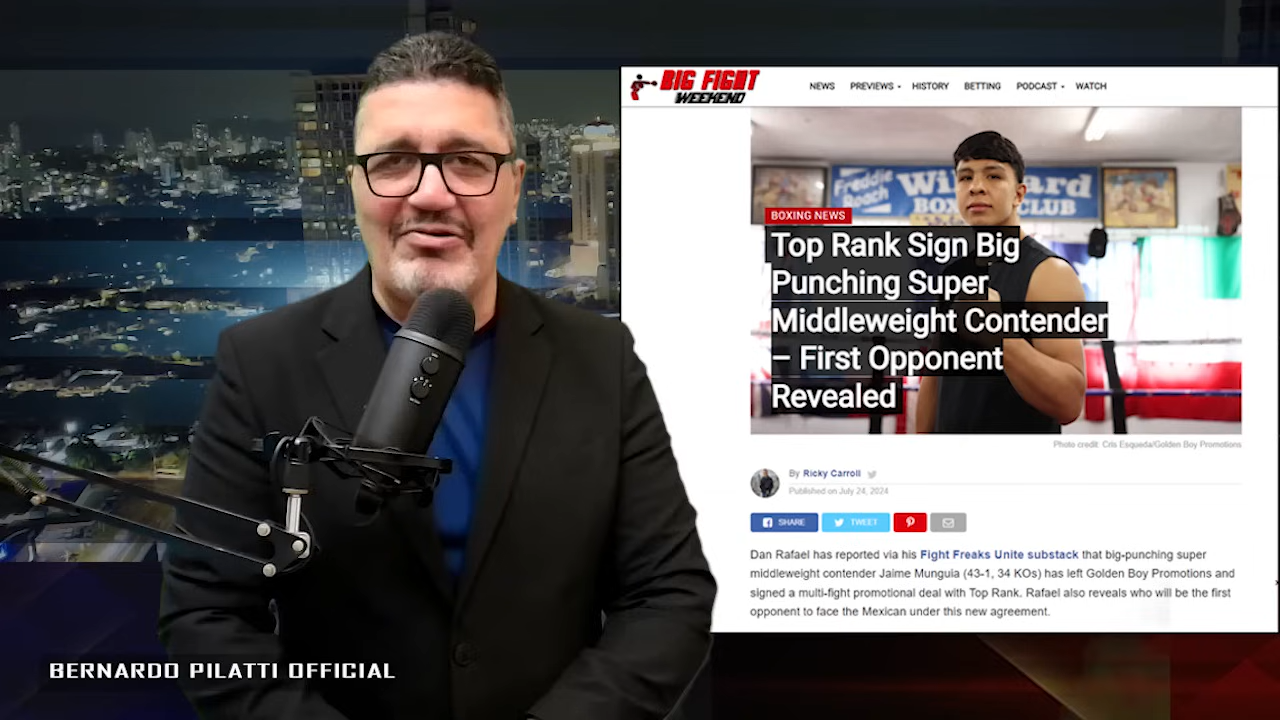 BIG FIGHT
WEEKEND
NEWS PREVIEWS HISTORY BETTING PODCAST WATCH
Freddie Roach Wil ard
BOX CLUB
BOXING NEWS
Top Rank Sign Big
Punching Super
Middleweight Contender
– First Opponent
Revealed
Photo credit: Cris Esqueda/Golden Boy Promotions
By Ricky Carroll
Published on July 24, 2024
SHARE TWEET
Dan Rafael has reported via his Fight Freaks Unite substack that big-punching super
middleweight contender Jaime Munguia (43-1, 34 KOs) has left Golden Boy Promotions and
signed a multi-fight promotional deal with Top Rank. Rafael also reveals who will be the first
opponent to face the Mexican under this new agreement.
BERNARDO PILATTI OFFICIAL